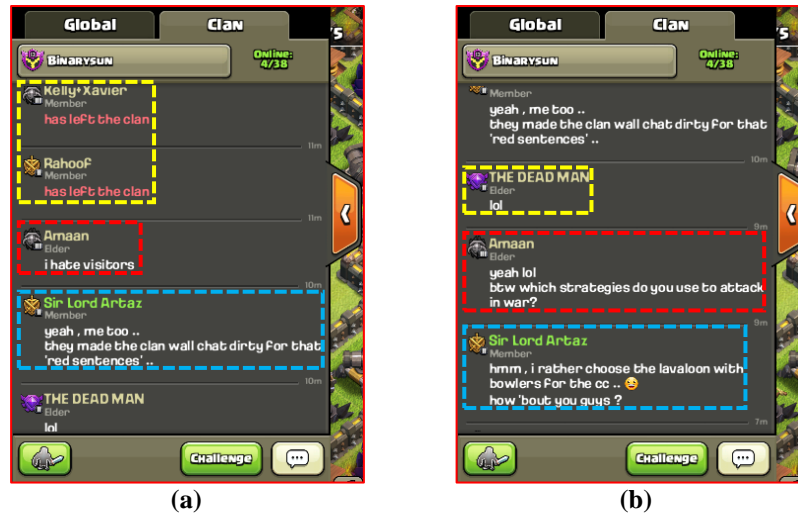 Global Clan
BINARYSUN
Online:
4/38
Kelly+Xavier
Member
has left the clan
11m
Rahoof
Member
has left the clan
11m
Amaan
Elder
i hate visitors
10m
Sir Lord Artaz
Member
yeah , me too ..
they made the clan wall chat dirty for that
'red sentences' ..
10m
THE DEAD MAN
Elder
lol
Challenge
(a)
Global Clan
BINARYSUN
Online:
4/38
Member
yeah , me too ..
they made the clan wall chat dirty for that
'red sentences' ..
10m
THE DEAD MAN
Elder
lol
9m
Amaan
Elder
yeah lol
btw which strategies do you use to attack
in war?
9m
Sir Lord Artaz
Member
hmm , i rather choose the lavaloon with
bowlers for the cc .. 😅
how 'bout you guys ?
7m
Challenge
(b)